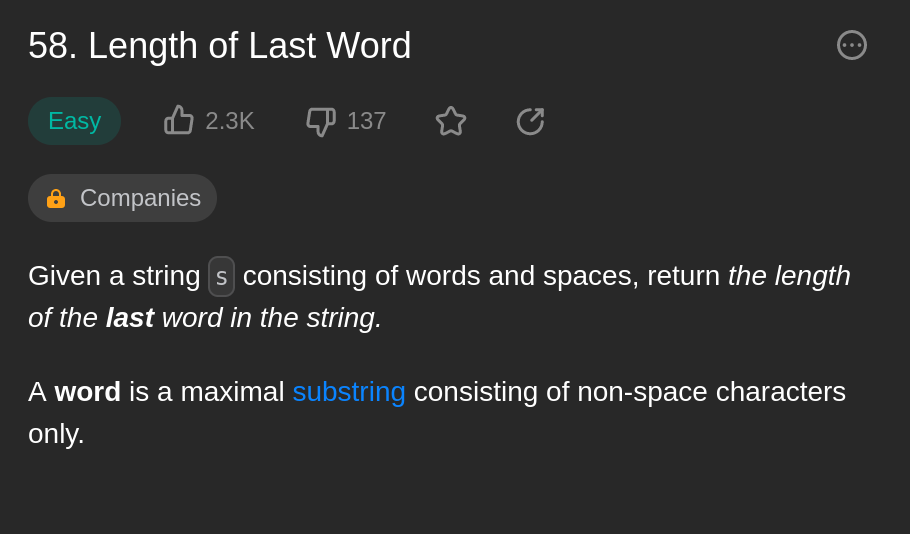 58. Length of Last Word
Easy 2.3K 137
Companies
Given a string s consisting of words and spaces, return the length
of the last word in the string.
A word is a maximal substring consisting of non-space characters
only.